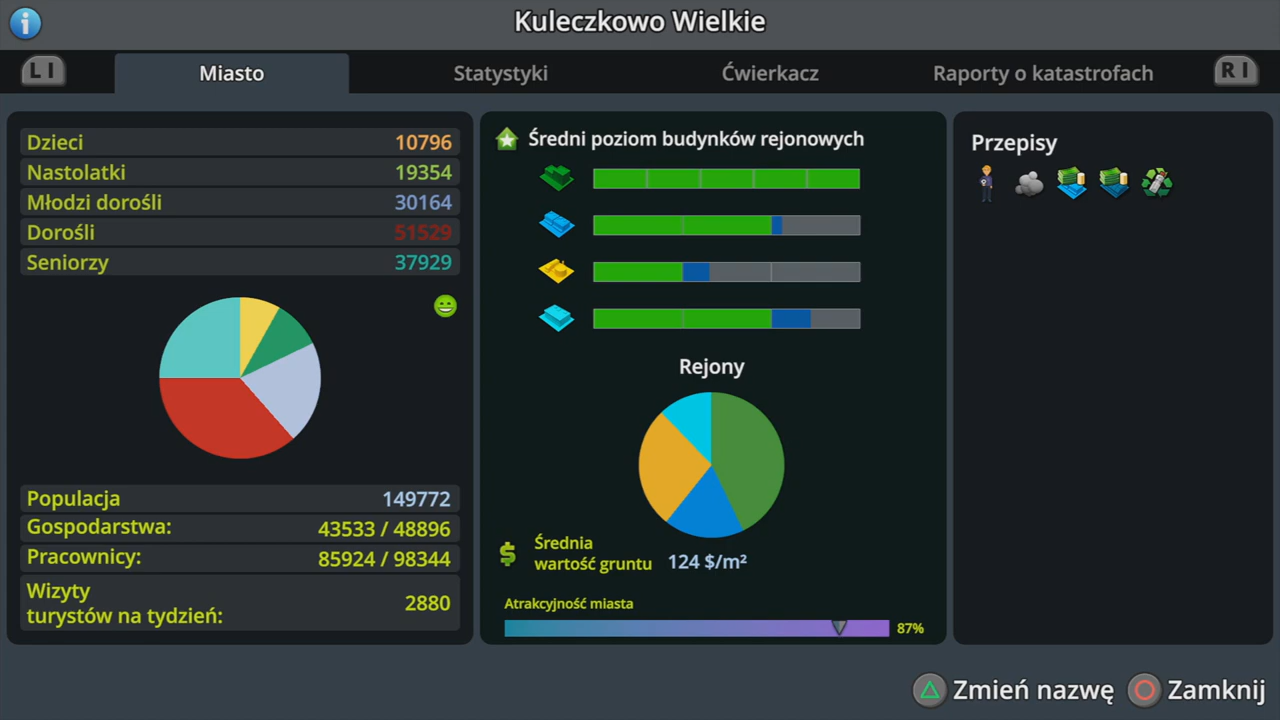 Kuleczkowo Wielkie
L1 Miasto Statystyki Ćwierkacz Raporty o katastrofach R1
Dzieci 10796
Nastolatki 19354
Młodzi dorośli 30164
Dorośli 51529
Seniorzy 37929
Populacja 149772
Gospodarstwa: 43533 / 48896
Pracownicy: 85924 / 98344
Wizyty
turystów na tydzień: 2880
Średni poziom budynków rejonowych
Rejony
$ Średnia
wartość gruntu 124 $/m²
Atrakcyjność miasta
87%
Przepisy
Zmień nazwę Zamknij